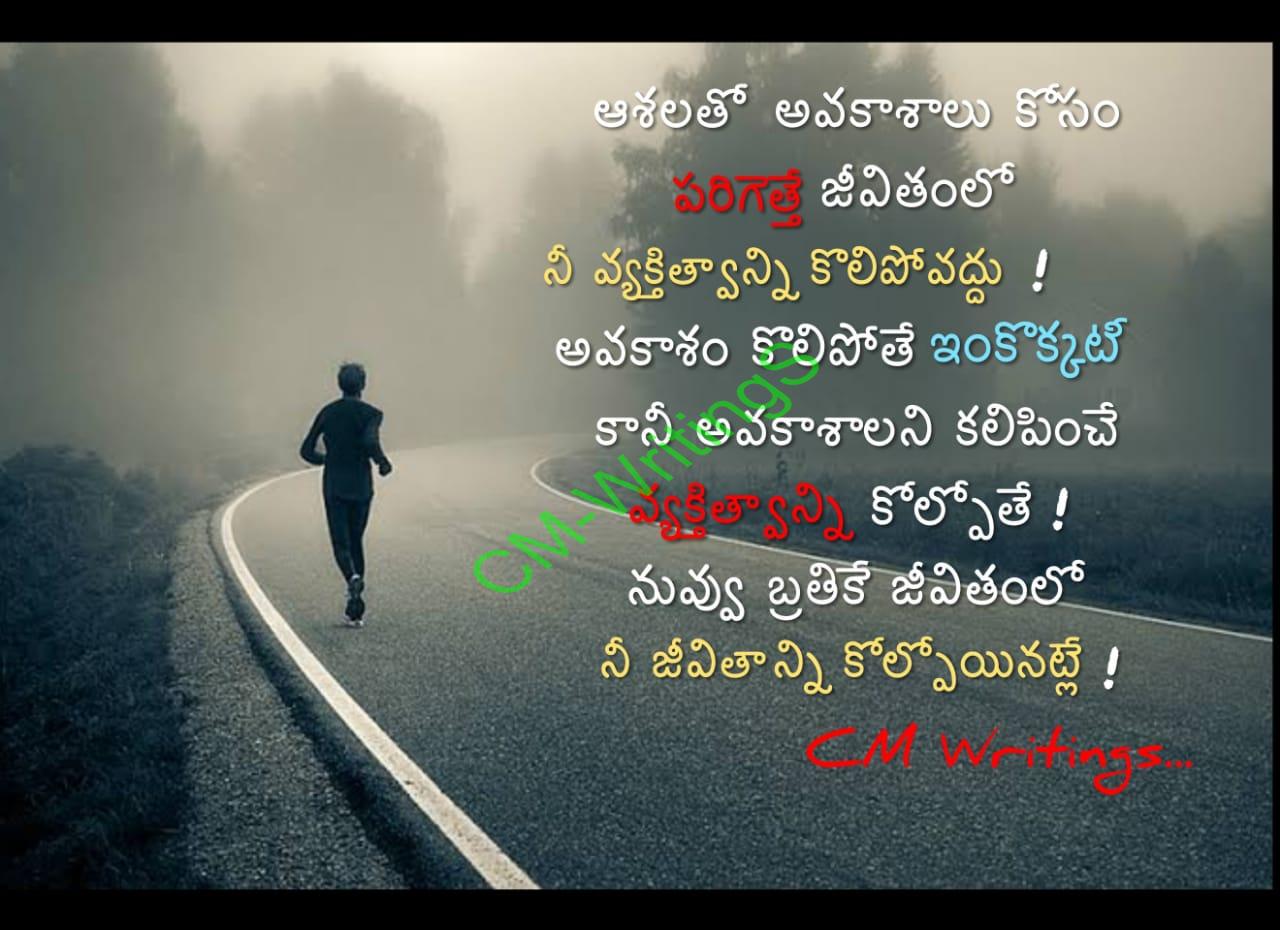 ఆశలతో అవకాశాలు కోసం
పరిగెత్తే జీవితంలో
నీ వ్యక్తిత్వాన్ని కొలిపోవద్దు !
అవకాశం కొలిపోతే ఇంకొక్కటి
కానీ అవకాశాలని కలిపించే
వ్యక్తిత్వాన్ని కోల్పోతే !
నువ్వు బ్రతికే జీవితంలో
నీ జీవితాన్ని కోల్పోయినట్లే !
CM Writings...
CM-WritingS